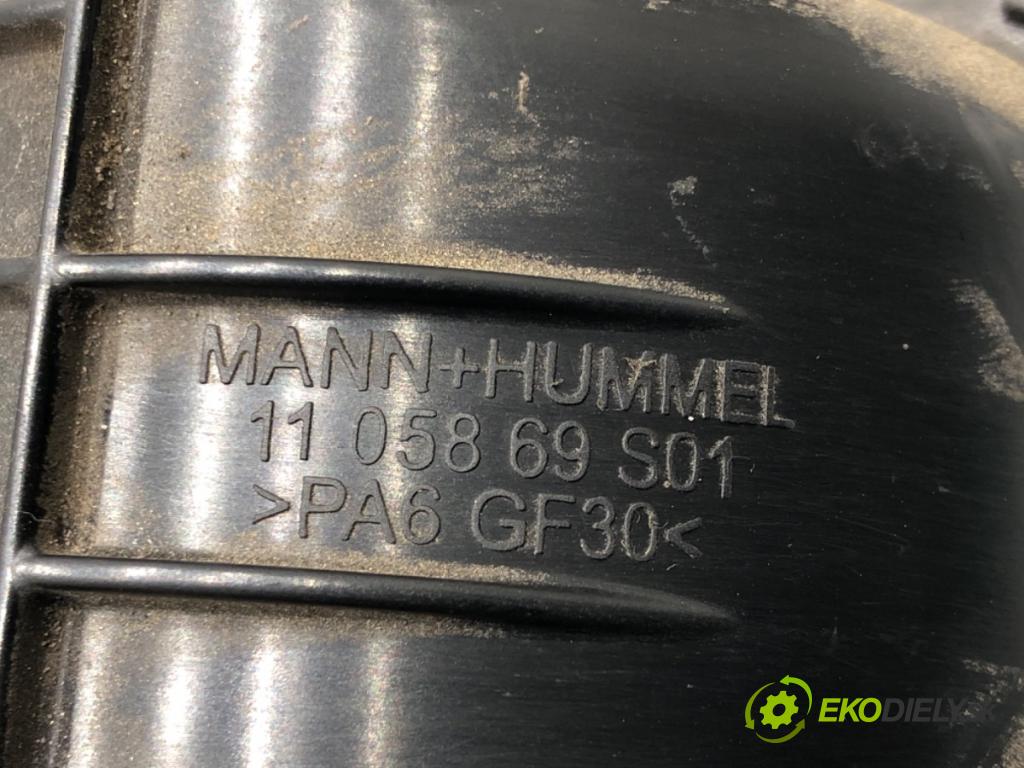 MANN+HUMMEL
11 058 69 S01
>PA6 GF30<
EKODIELY.SK